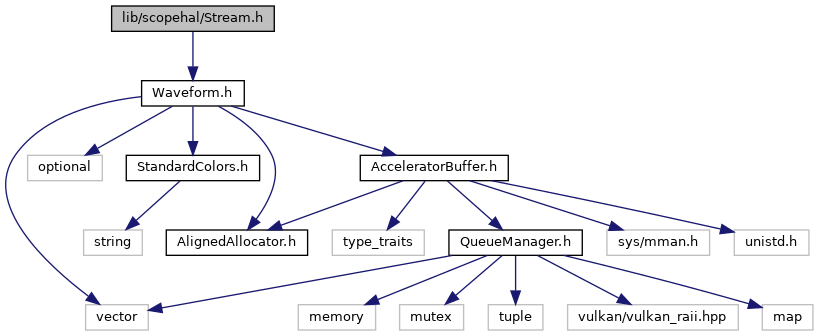 lib/scopehal/Stream.h
Waveform.h
optional
StandardColors.h
AcceleratorBuffer.h
string
AlignedAllocator.h
type_traits
QueueManager.h
sys/mman.h
unistd.h
vector
memory
mutex
tuple
vulkan/vulkan_raii.hpp
map